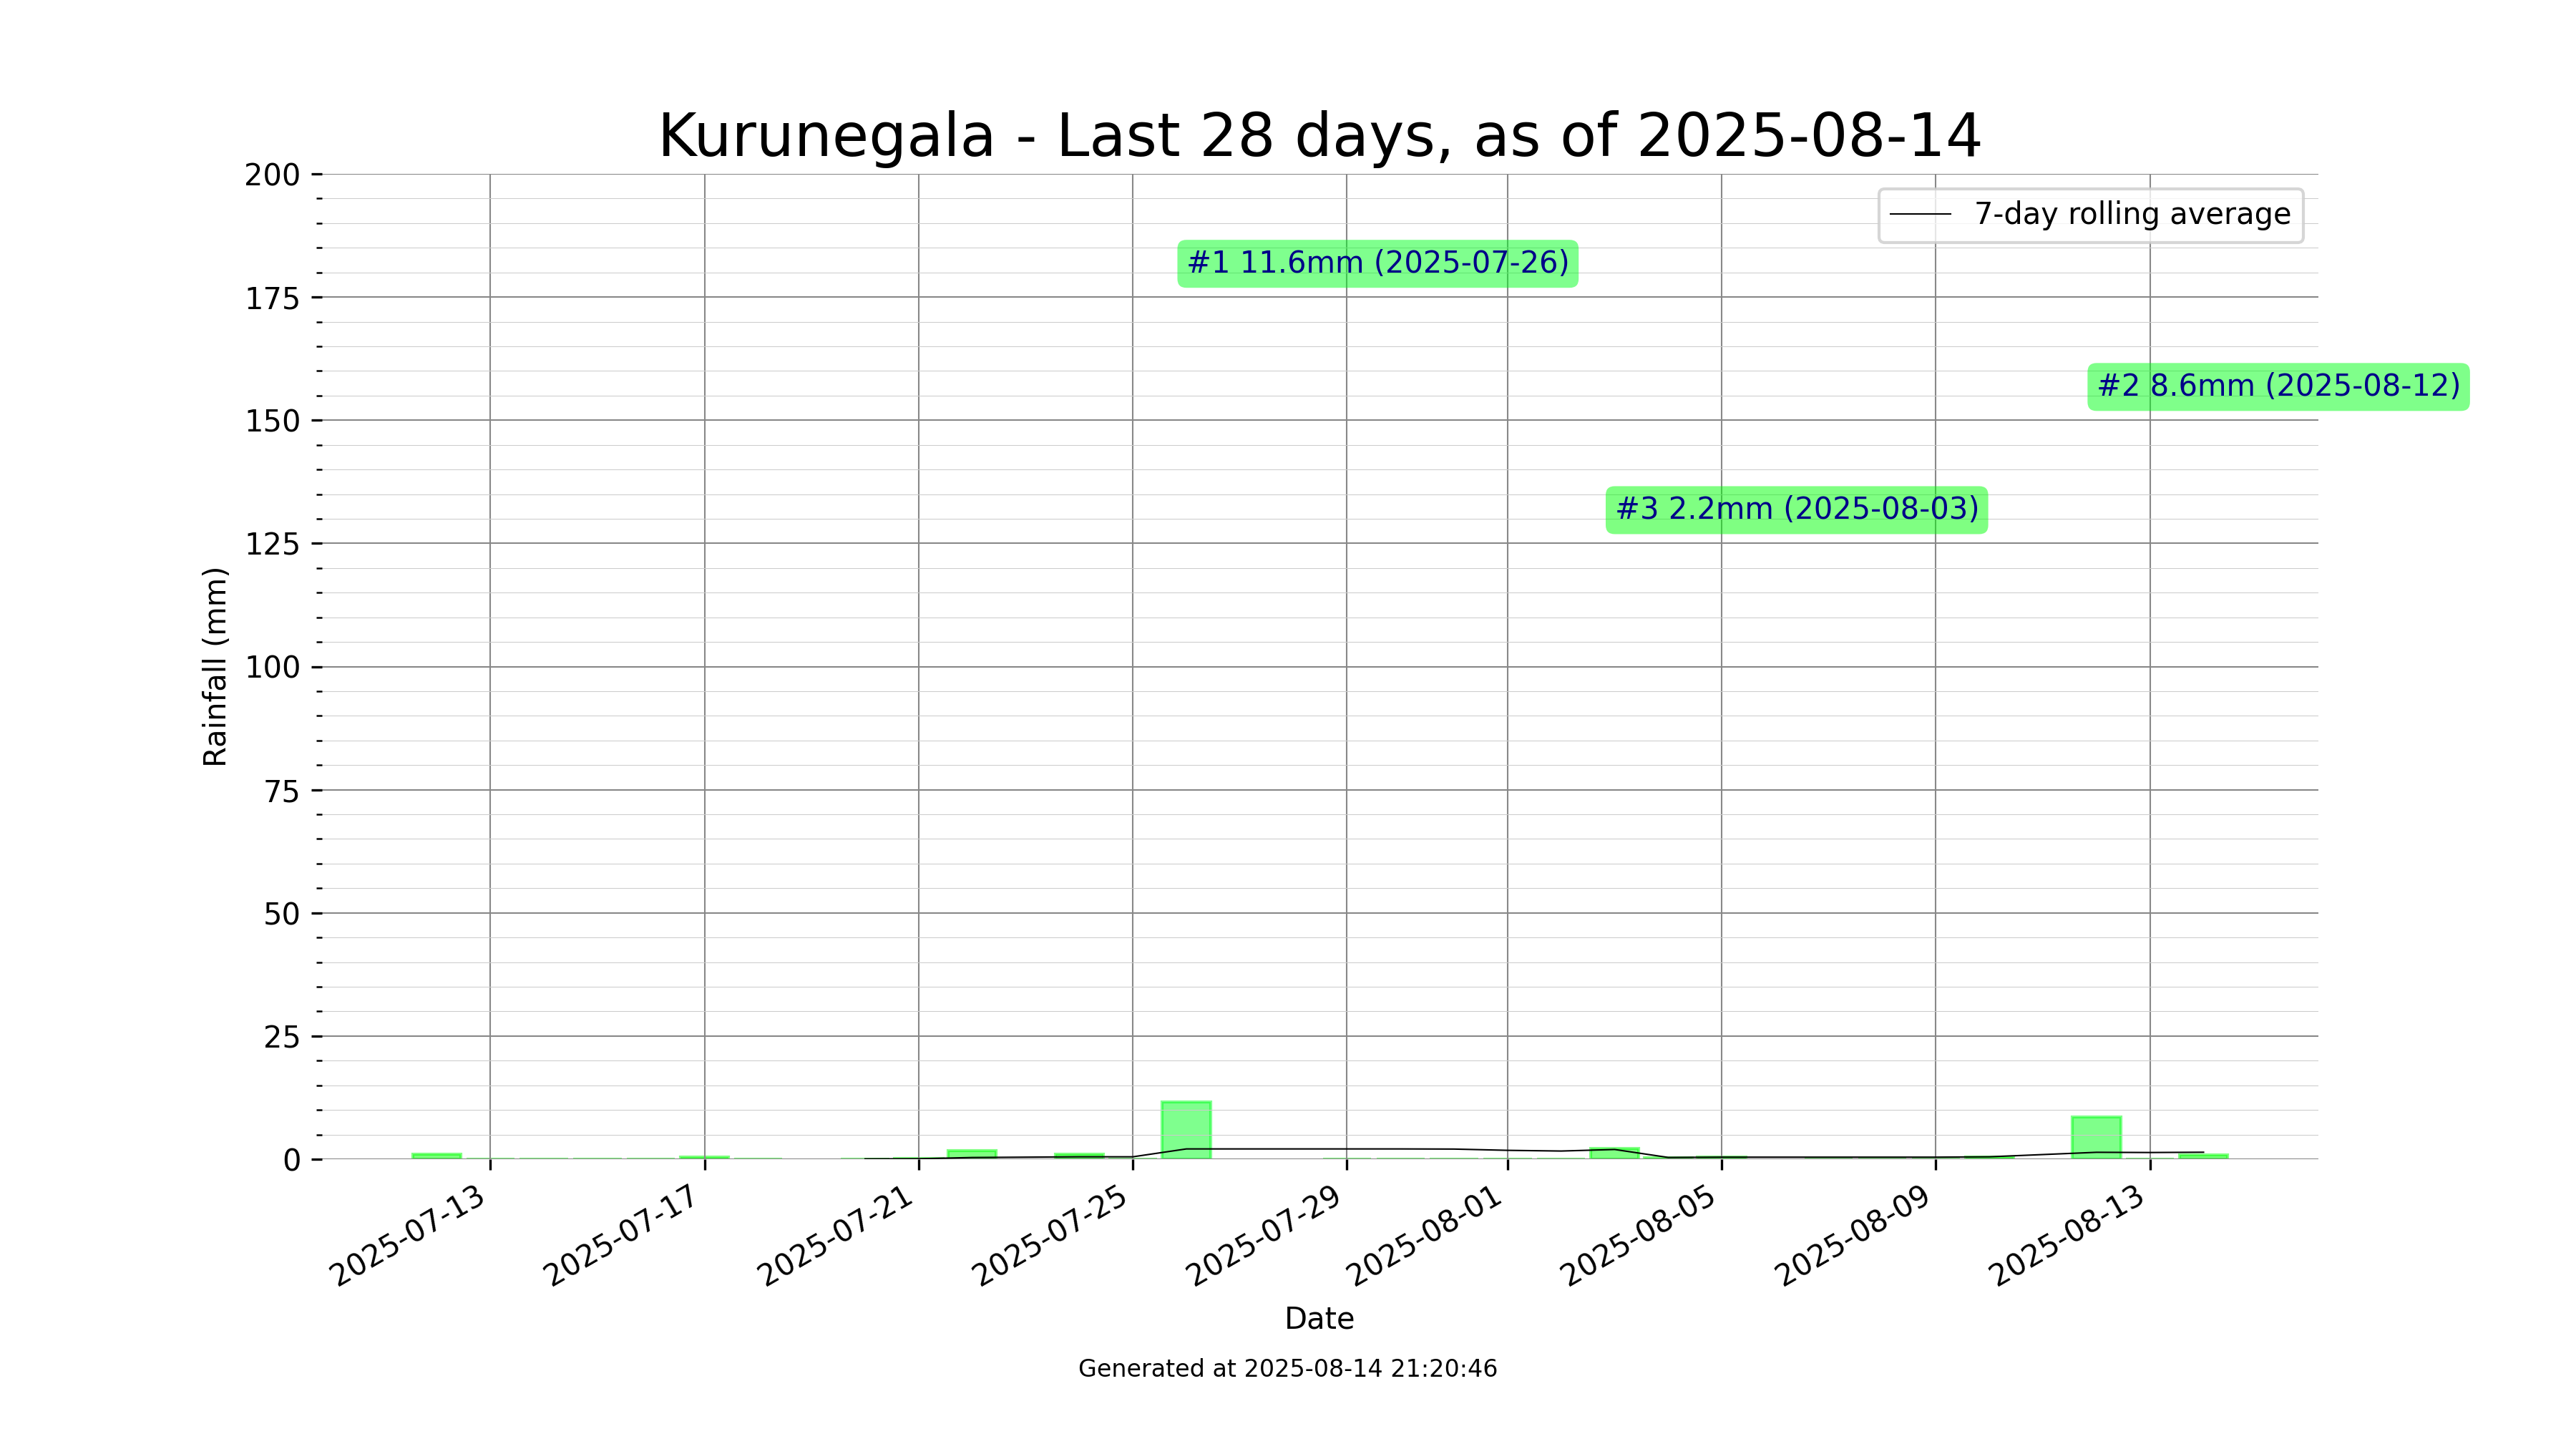 Kurunegala - Last 28 days, as of 2025-08-14
7-day rolling average
#1 11.6mm (2025-07-26)
#2 8.6mm (2025-08-12)
#3 2.2mm (2025-08-03)
Rainfall (mm)
200
175
150
125
100
75
50
25
0
2025-07-13
2025-07-17
2025-07-21
2025-07-25
2025-07-29
2025-08-01
2025-08-05
2025-08-09
2025-08-13
Date
Generated at 2025-08-14 21:20:46